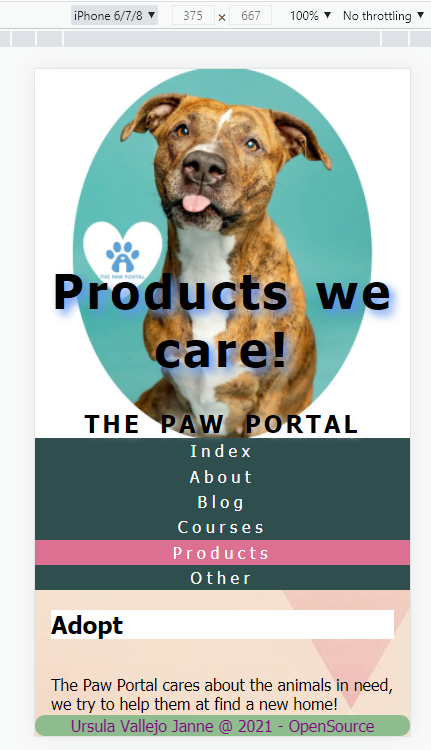 iPhone 6/7/8 ▼ 375 x 667 100% ▼ No throttling ▼
THE PAW PORTAL
Products we
care!
THE PAW PORTAL
Index
About
Blog
Courses
Products
Other
Adopt
The Paw Portal cares about the animals in need,
we try to help them at find a new home!
Ursula Vallejo Janne @ 2021 - OpenSource